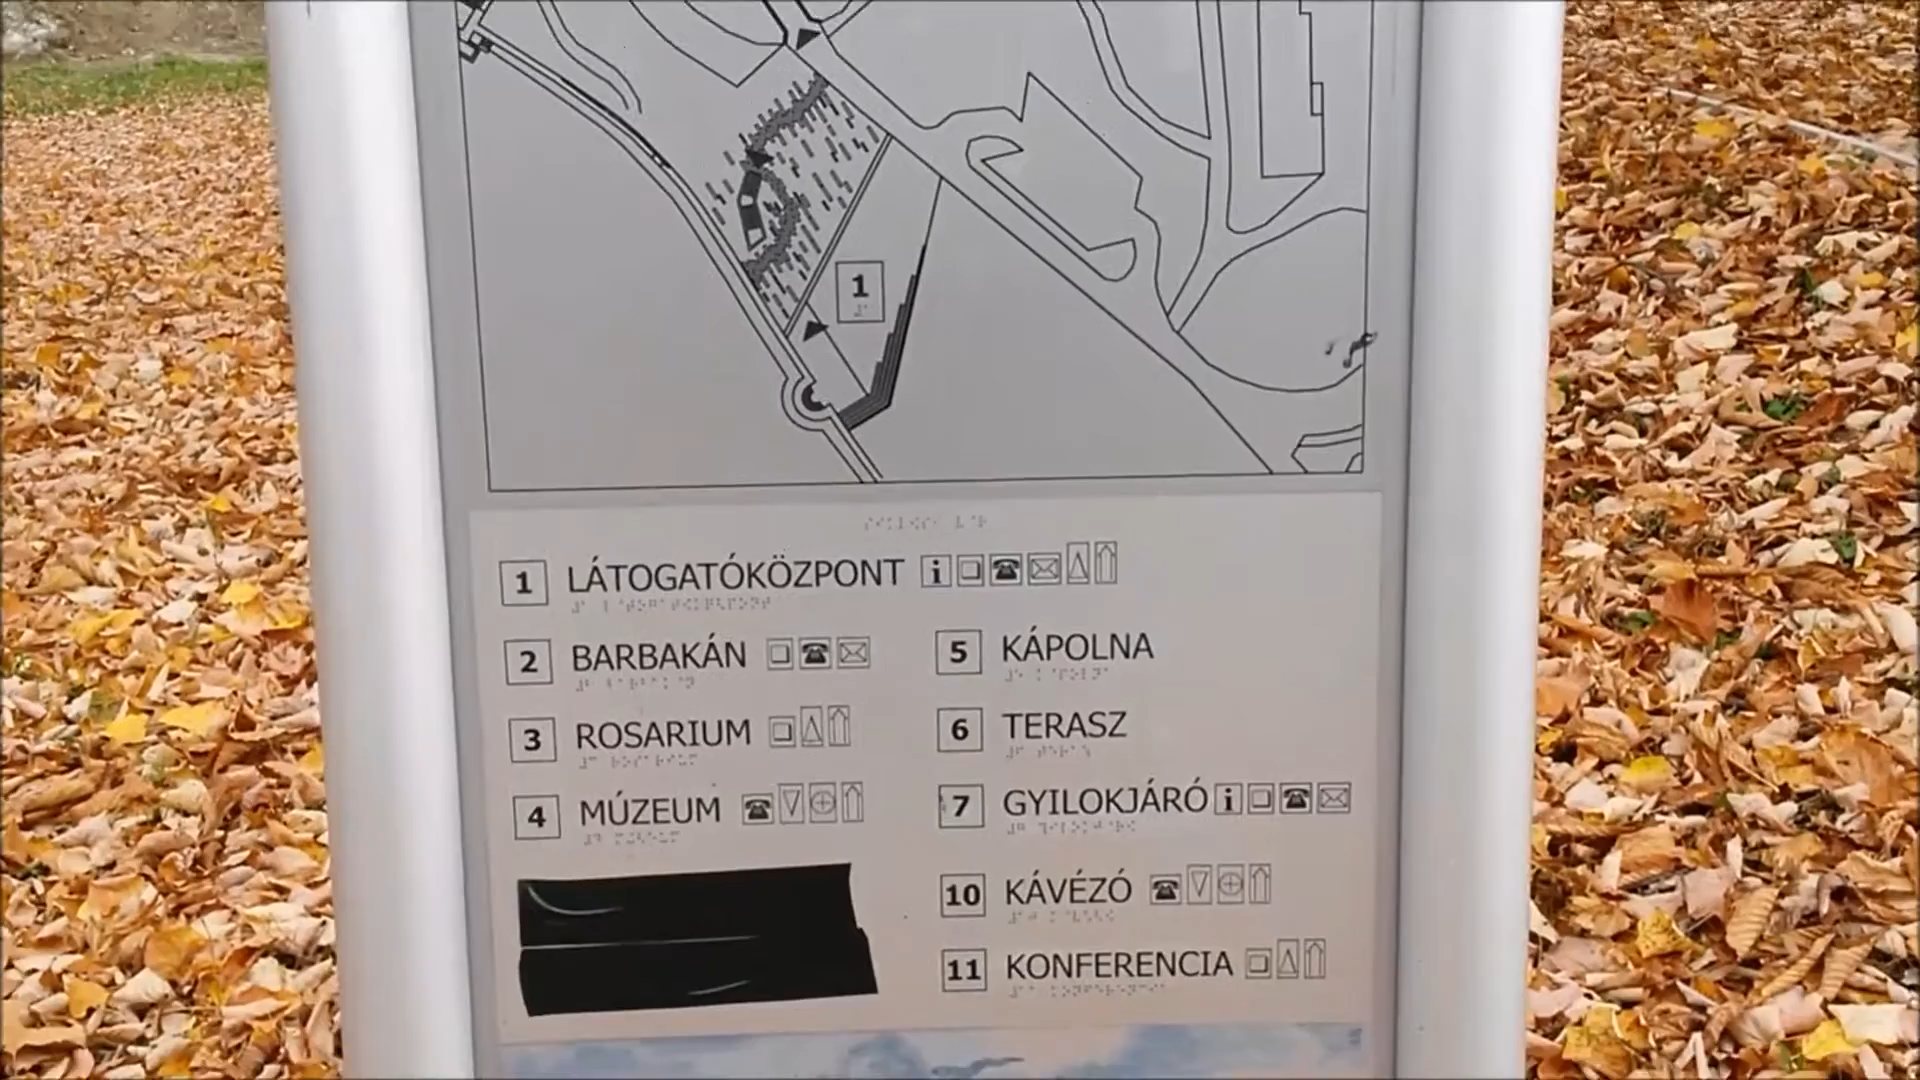 1
1 LÁTOGATÓKÖZPONT i
2 BARBAKÁN
5 KÁPOLNA
3 ROSARIUM
6 TERASZ
4 MÚZEUM
7 GYILOKJÁRÓ i
10 KÁVÉZÓ
11 KONFERENCIA